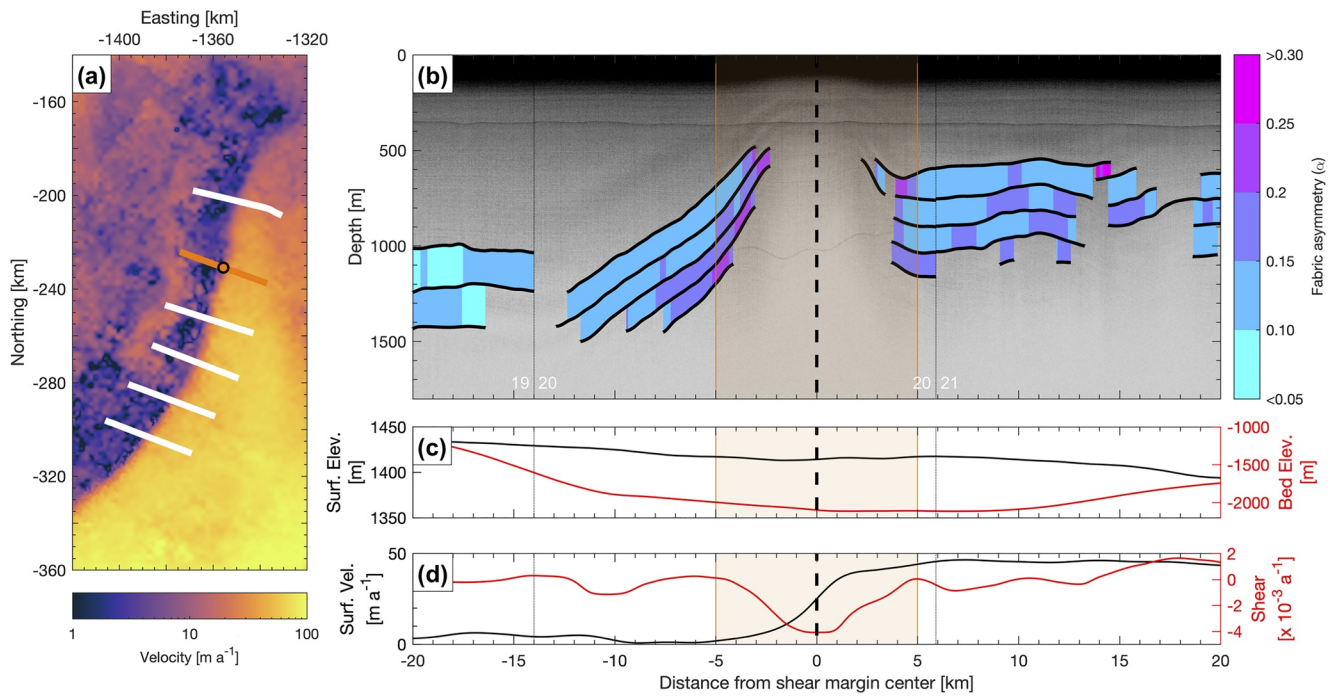 Easting [km]
-1400 -1360 -1320
(a)
-160
-200
-240
-280
-320
-360
Northing [km]
1 10 100
Velocity [m a-1]
(b)
0
500
1000
1500
Depth [m]
19 20
20 21
>0.30
0.25
0.2
0.15
0.10
<0.05
Fabric asymmetry (α)
(c)
1450
1400
1350
Surf. Elev.
[m]
-1000
-1500
-2000
Bed Elev.
[m]
(d)
50
0
Surf. Vel.
[m a-1]
2
0
-2
-4
Shear
[x 10-3 a-1]
-20 -15 -10 -5 0 5 10 15 20
Distance from shear margin center [km]